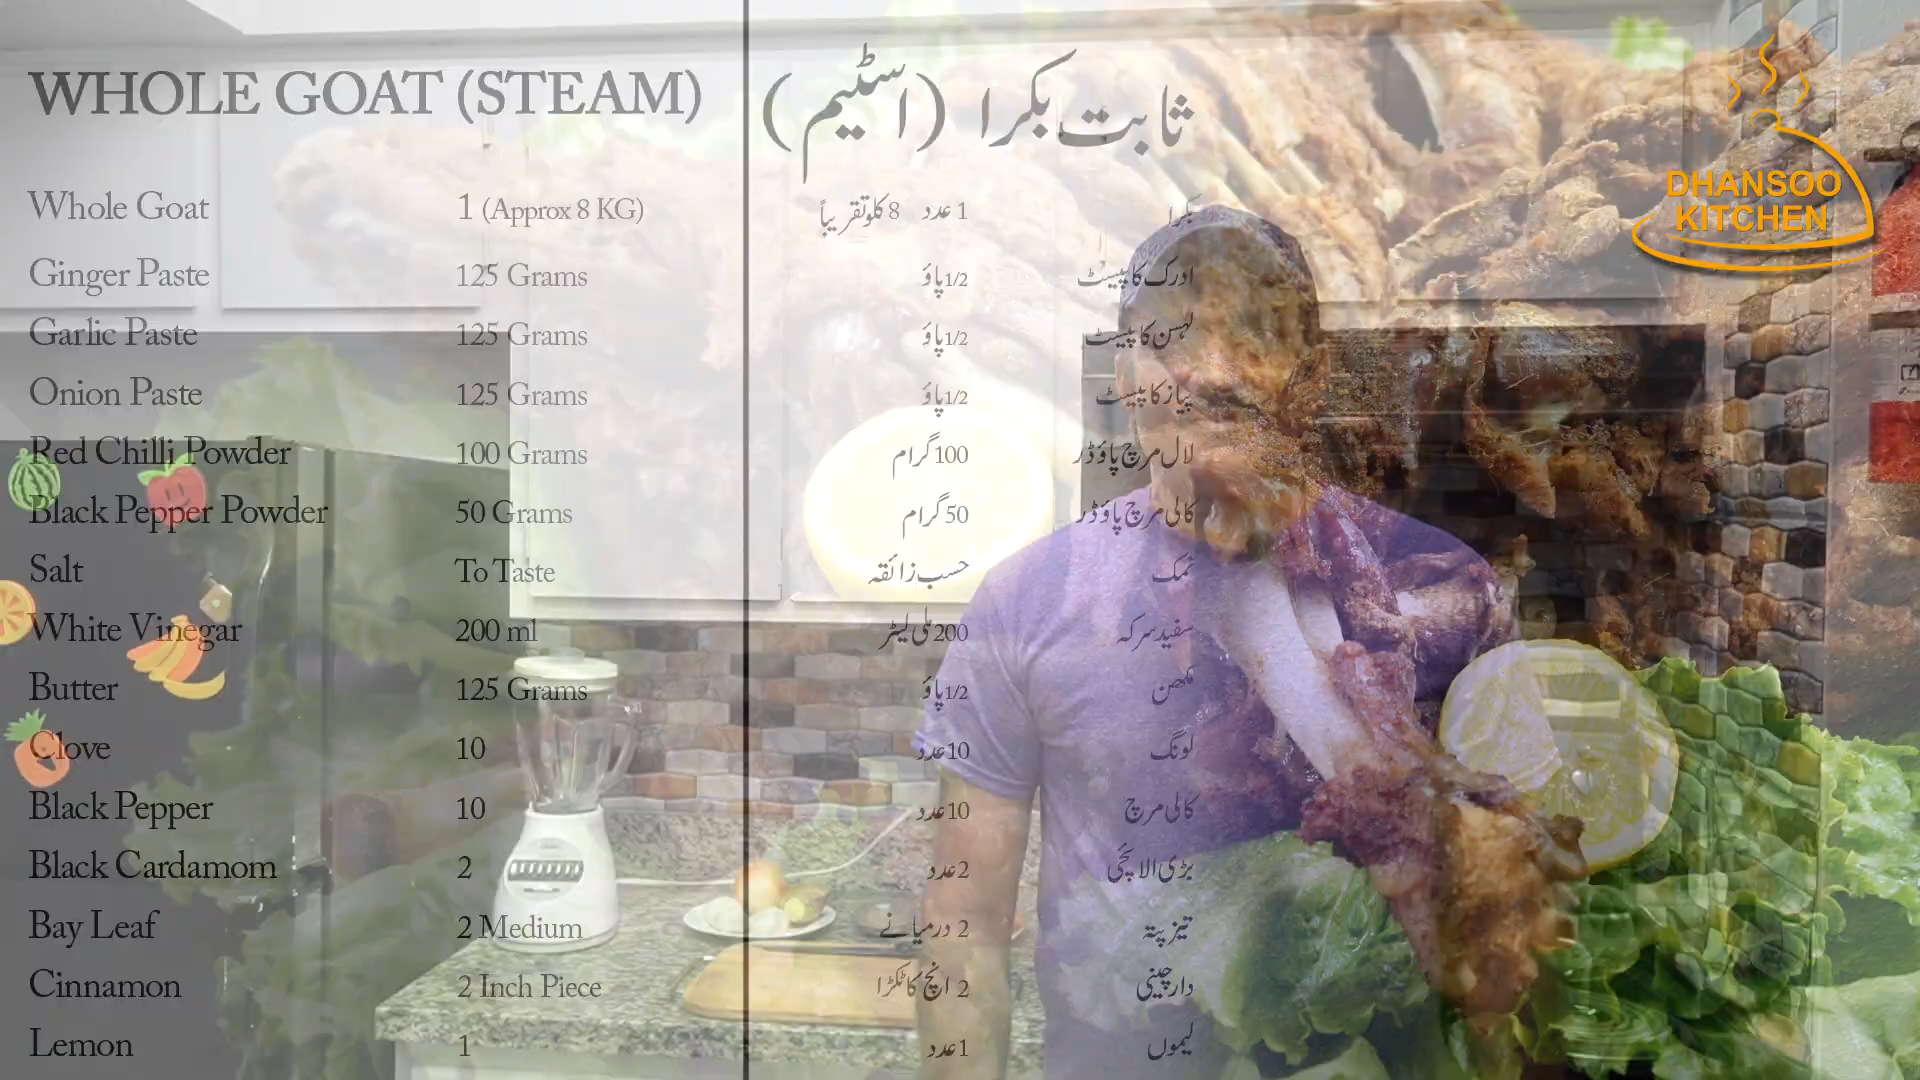 WHOLE GOAT (STEAM)
Whole Goat 1 (Approx 8 KG)
Ginger Paste 125 Grams
Garlic Paste 125 Grams
Onion Paste 125 Grams
Red Chilli Powder 100 Grams
Black Pepper Powder 50 Grams
Salt To Taste
White Vinegar 200 ml
Butter 125 Grams
Clove 10
Black Pepper 10
Black Cardamom 2
Bay Leaf 2 Medium
Cinnamon 2 Inch Piece
Lemon 1
ثابت بکرا (اسٹیم)
بکرا 1 عدد 8 کلو تقریباً
ادرک کا پیسٹ 1/2 پاؤ
لہسن کا پیسٹ 1/2 پاؤ
پیاز کا پیسٹ 1/2 پاؤ
لال مرچ پاؤڈر 100 گرام
کالی مرچ پاؤڈر 50 گرام
نمک حسب زائقہ
سفید سرکہ 200 ملی لیٹر
مکھن 1/2 پاؤ
لونگ 10 عدد
کالی مرچ 10 عدد
بڑی الائچی 2 عدد
تیز پتہ 2 درمیانے
دار چینی 2 انچ کا ٹکڑا
لیموں 1 عدد
DHANSOO
KITCHEN